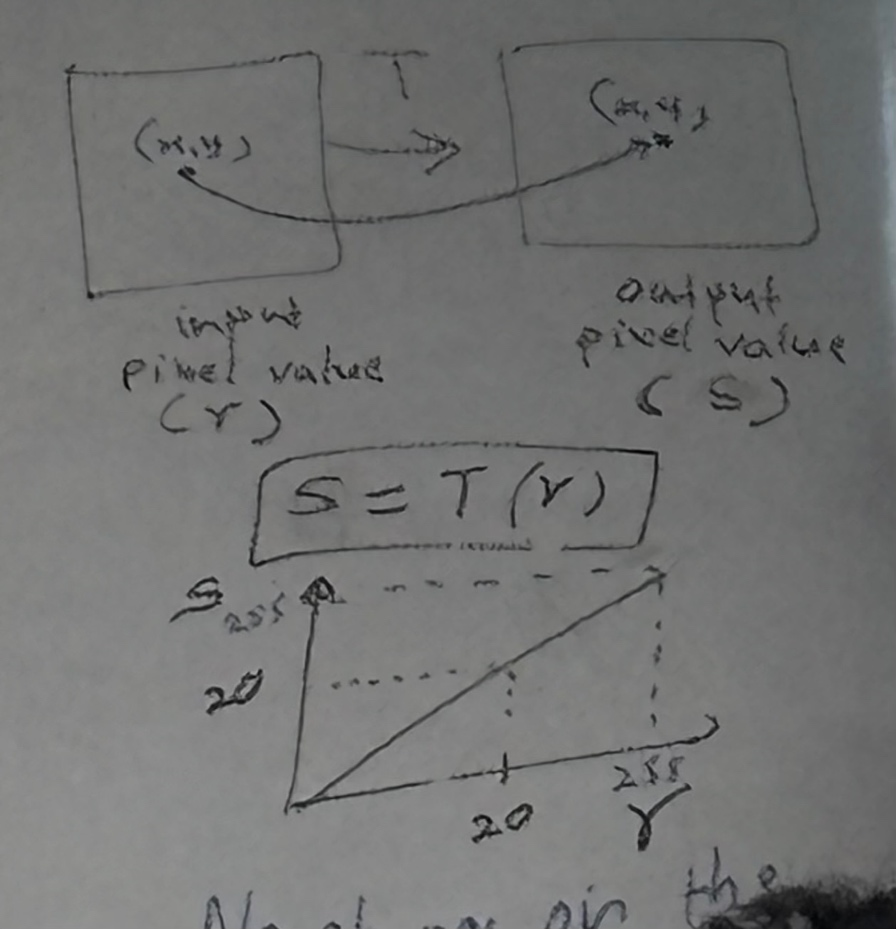 T
(x,y)
(x,y)
input
pixel value
(r)
output
pixel value
(S)
S = T(r)
S
255
20
20
255
r
the